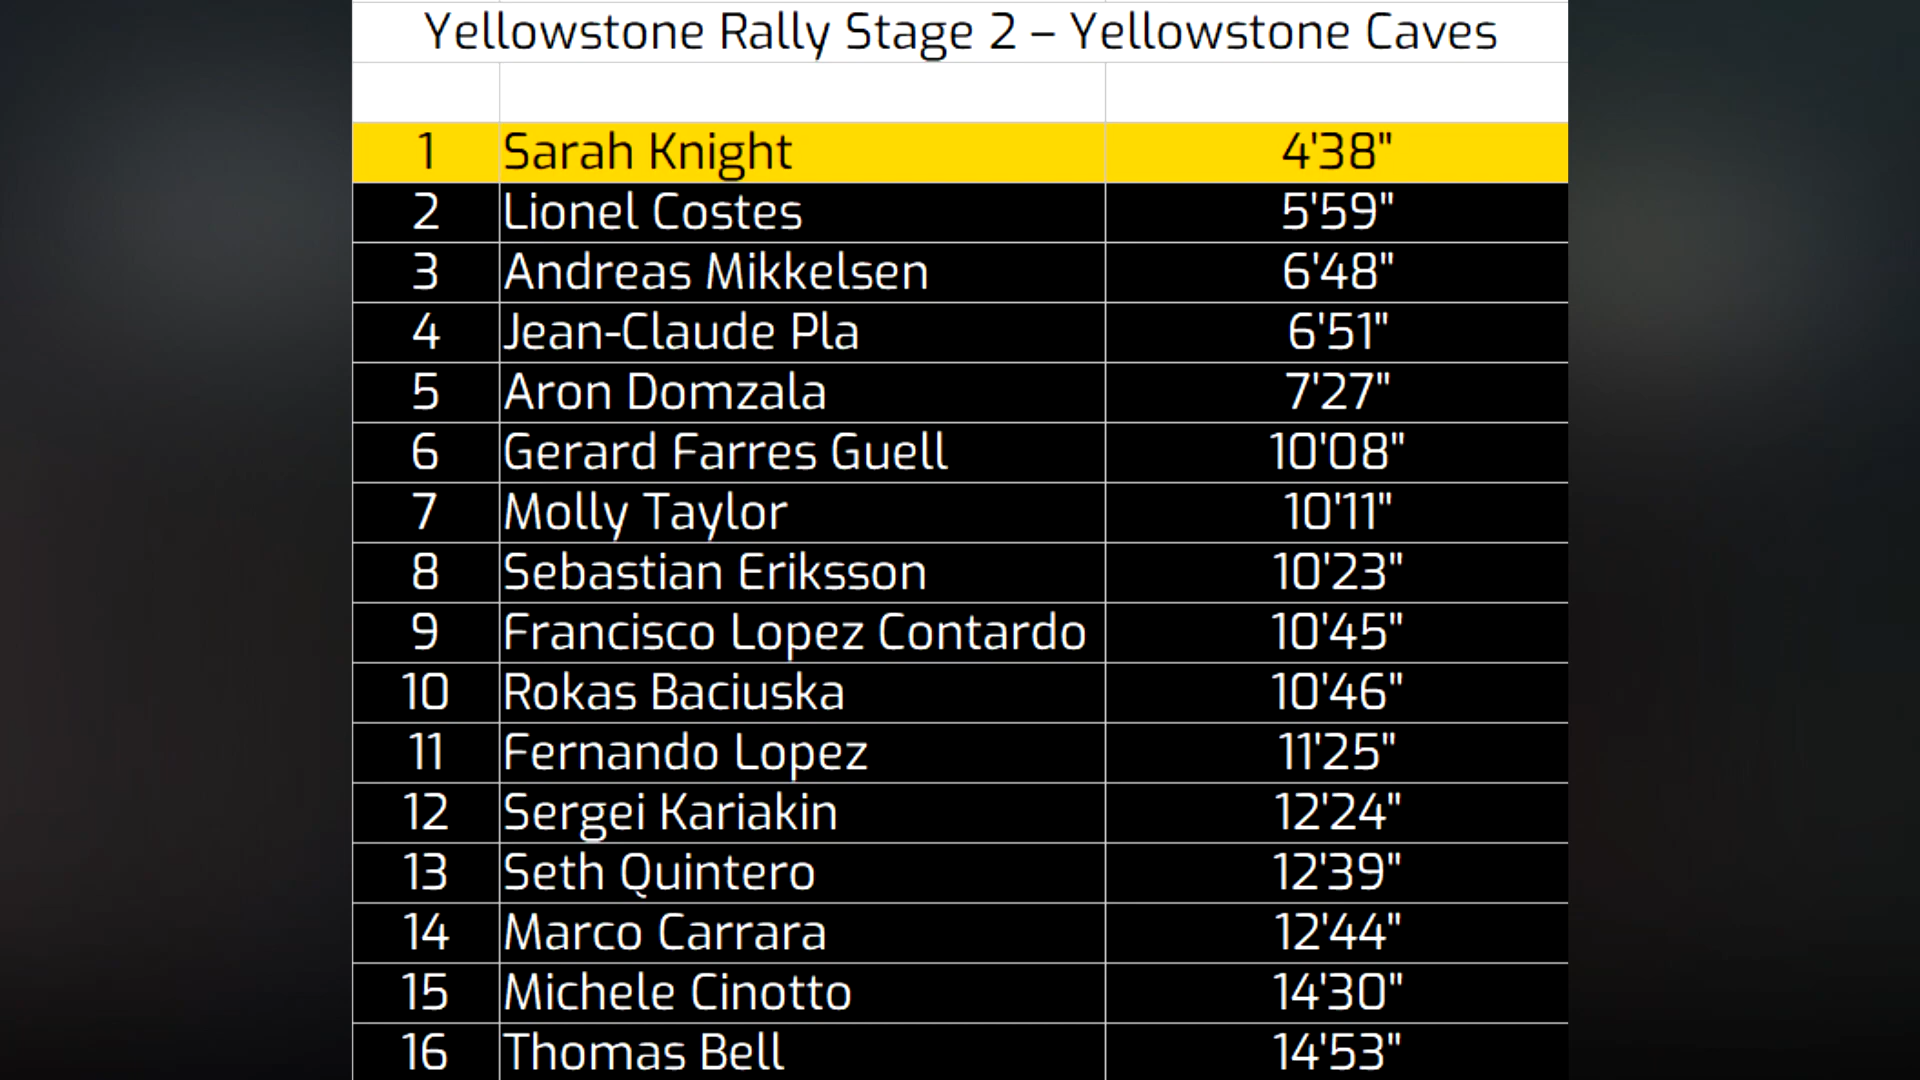 Yellowstone Rally Stage 2 – Yellowstone Caves
1 Sarah Knight 4'38"
2 Lionel Costes 5'59"
3 Andreas Mikkelsen 6'48"
4 Jean-Claude Pla 6'51"
5 Aron Domzala 7'27"
6 Gerard Farres Guell 10'08"
7 Molly Taylor 10'11"
8 Sebastian Eriksson 10'23"
9 Francisco Lopez Contardo 10'45"
10 Rokas Baciuska 10'46"
11 Fernando Lopez 11'25"
12 Sergei Kariakin 12'24"
13 Seth Quintero 12'39"
14 Marco Carrara 12'44"
15 Michele Cinotto 14'30"
16 Thomas Bell 14'53"